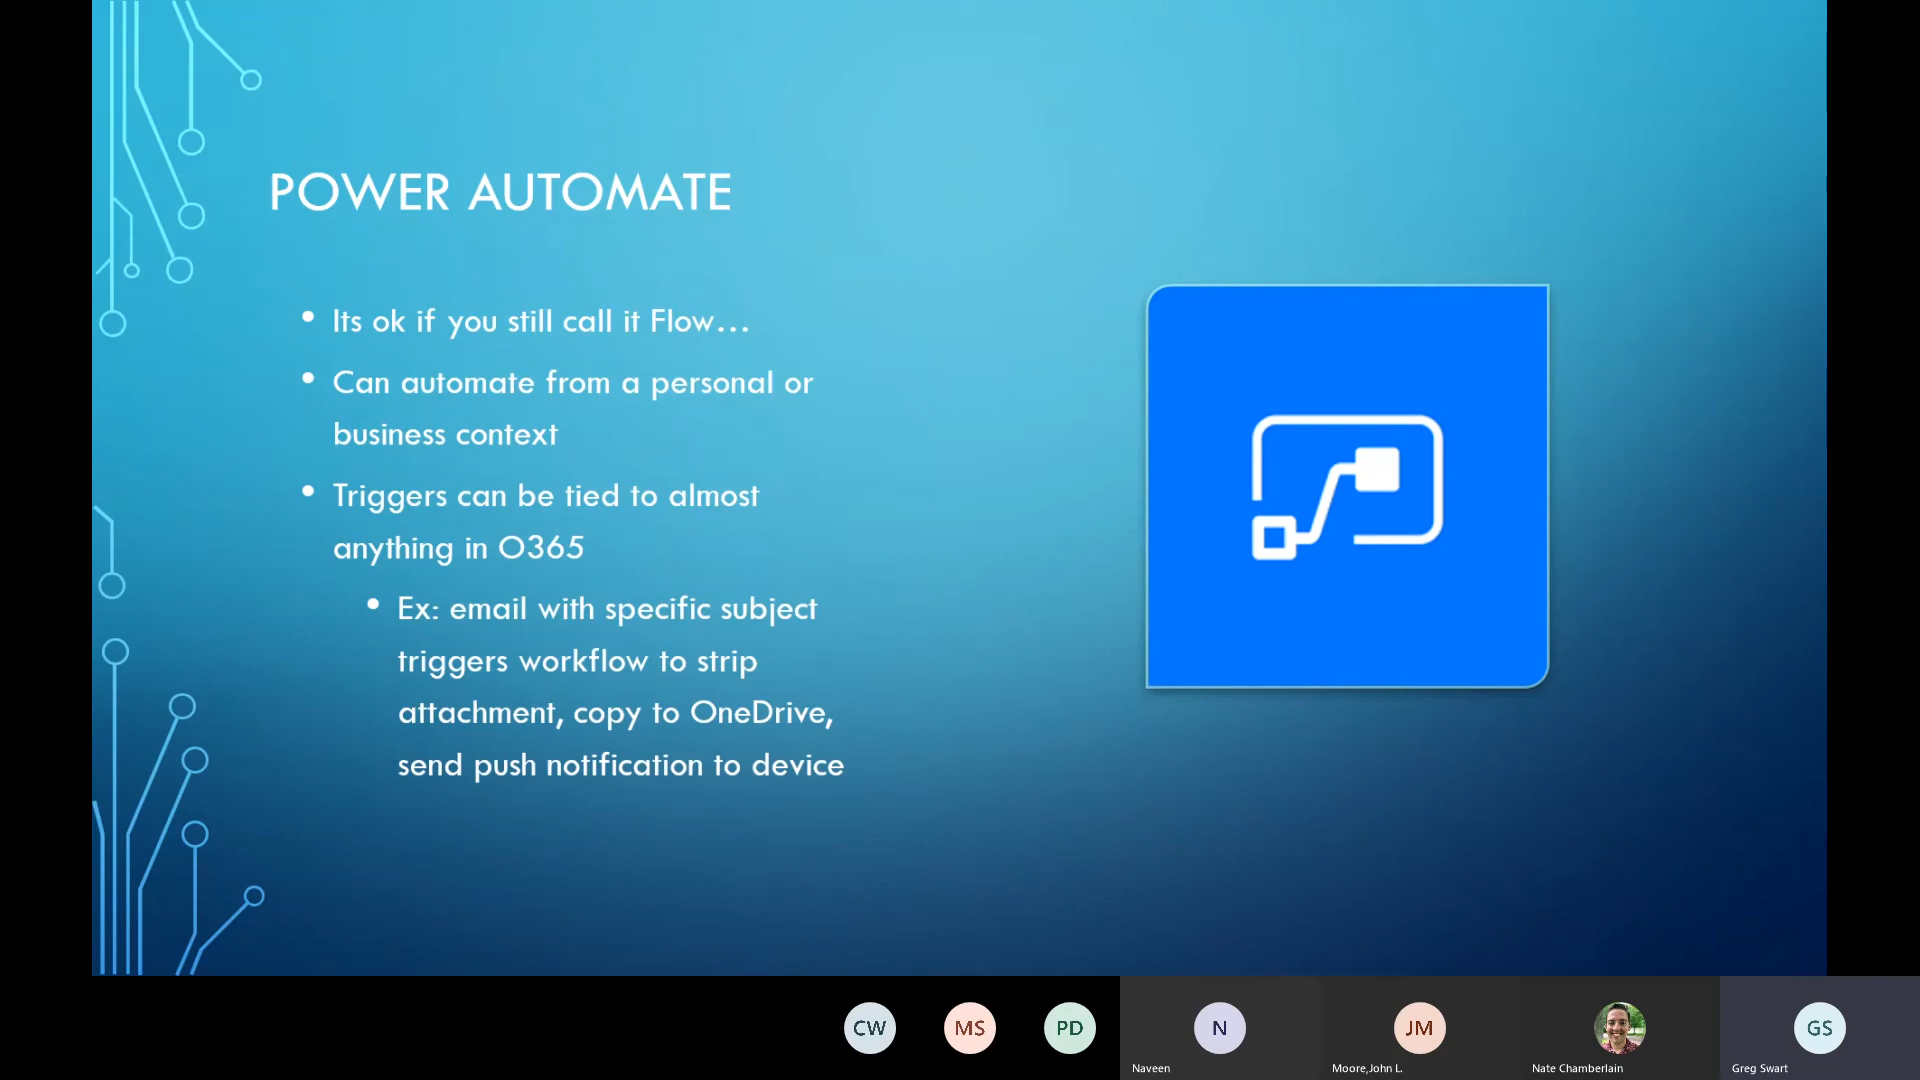 POWER AUTOMATE
• Its ok if you still call it Flow...
• Can automate from a personal or
business context
• Triggers can be tied to almost
anything in O365
• Ex: email with specific subject
triggers workflow to strip
attachment, copy to OneDrive,
send push notification to device
CW
MS
PD
N
JM
GS
Naveen
Moore,John L.
Nate Chamberlain
Greg Swart